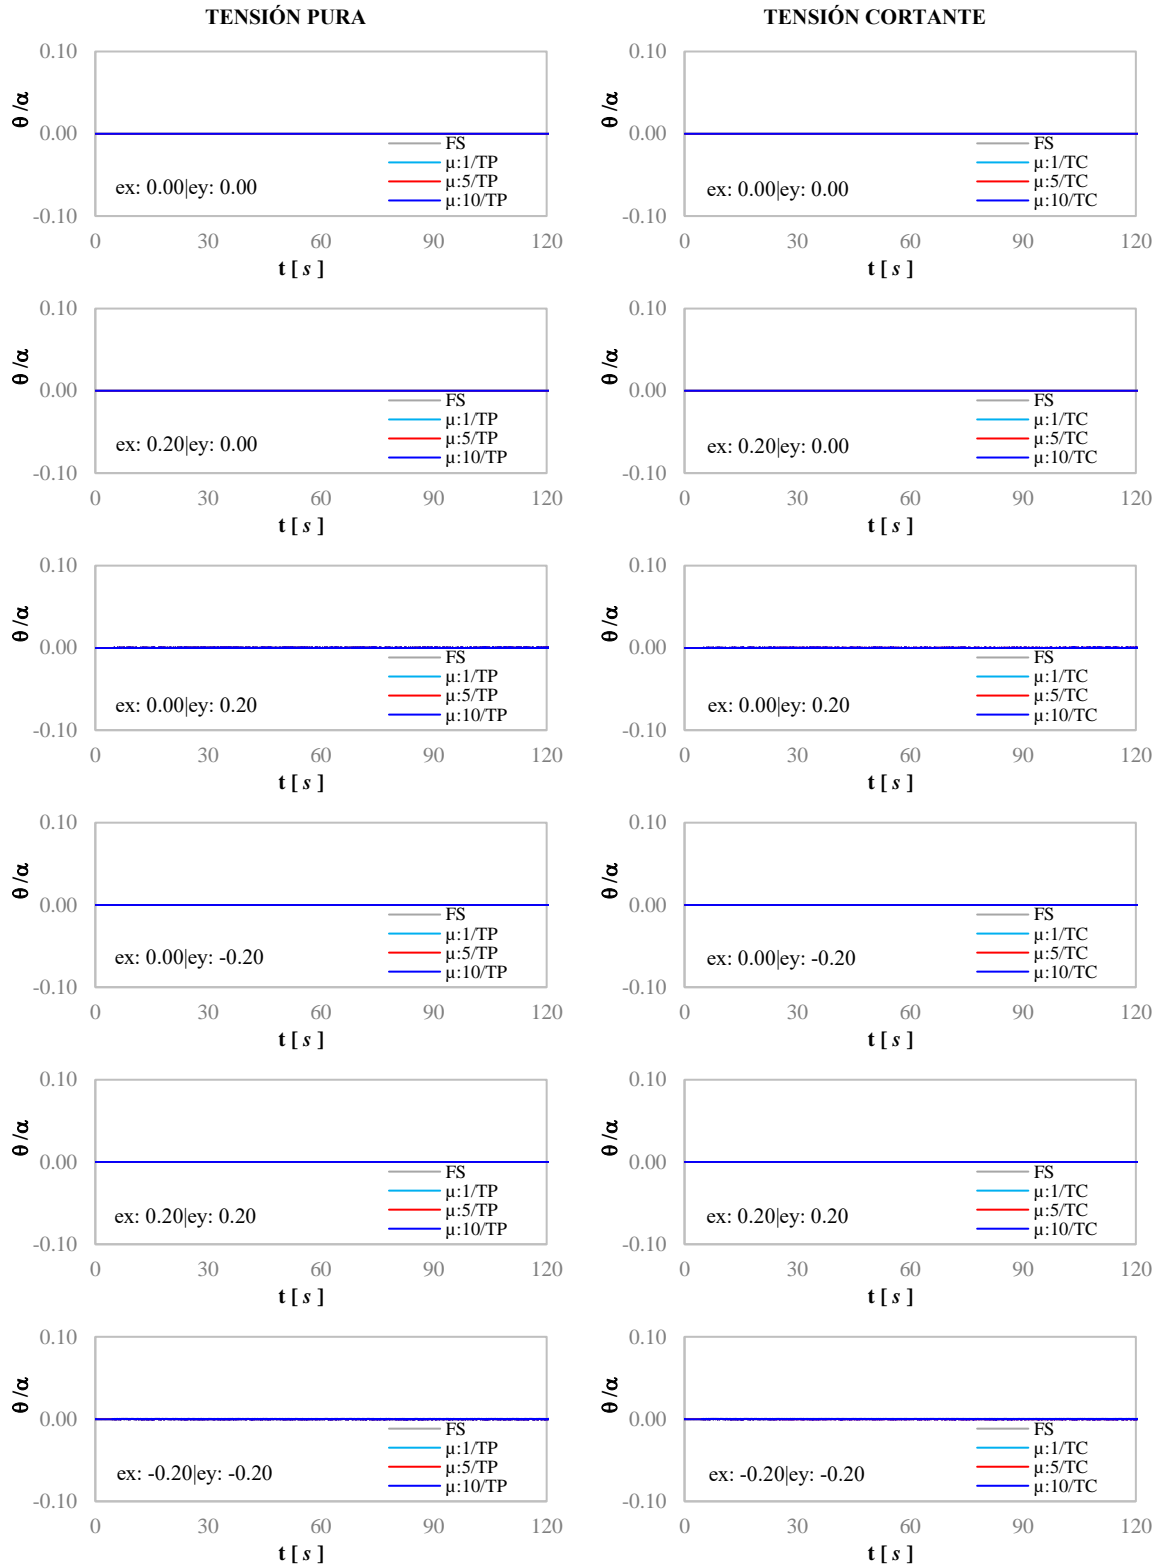 TENSIÓN PURA
0.10
0.00
-0.10
θ /α
FS
µ:1/TP
µ:5/TP
µ:10/TP
ex: 0.00|ey: 0.00
0 30 60 90 120
t [ s ]
0.10
0.00
-0.10
θ /α
FS
µ:1/TP
µ:5/TP
µ:10/TP
ex: 0.20|ey: 0.00
0 30 60 90 120
t [ s ]
0.10
0.00
-0.10
θ /α
FS
µ:1/TP
µ:5/TP
µ:10/TP
ex: 0.00|ey: 0.20
0 30 60 90 120
t [ s ]
0.10
0.00
-0.10
θ /α
FS
µ:1/TP
µ:5/TP
µ:10/TP
ex: 0.00|ey: -0.20
0 30 60 90 120
t [ s ]
0.10
0.00
-0.10
θ /α
FS
µ:1/TP
µ:5/TP
µ:10/TP
ex: 0.20|ey: 0.20
0 30 60 90 120
t [ s ]
0.10
0.00
-0.10
θ /α
FS
µ:1/TP
µ:5/TP
µ:10/TP
ex: -0.20|ey: -0.20
0 30 60 90 120
t [ s ]
TENSIÓN CORTANTE
0.10
0.00
-0.10
θ /α
FS
µ:1/TC
µ:5/TC
µ:10/TC
ex: 0.00|ey: 0.00
0 30 60 90 120
t [ s ]
0.10
0.00
-0.10
θ /α
FS
µ:1/TC
µ:5/TC
µ:10/TC
ex: 0.20|ey: 0.00
0 30 60 90 120
t [ s ]
0.10
0.00
-0.10
θ /α
FS
µ:1/TC
µ:5/TC
µ:10/TC
ex: 0.00|ey: 0.20
0 30 60 90 120
t [ s ]
0.10
0.00
-0.10
θ /α
FS
µ:1/TC
µ:5/TC
µ:10/TC
ex: 0.00|ey: -0.20
0 30 60 90 120
t [ s ]
0.10
0.00
-0.10
θ /α
FS
µ:1/TC
µ:5/TC
µ:10/TC
ex: 0.20|ey: 0.20
0 30 60 90 120
t [ s ]
0.10
0.00
-0.10
θ /α
FS
µ:1/TC
µ:5/TC
µ:10/TC
ex: -0.20|ey: -0.20
0 30 60 90 120
t [ s ]